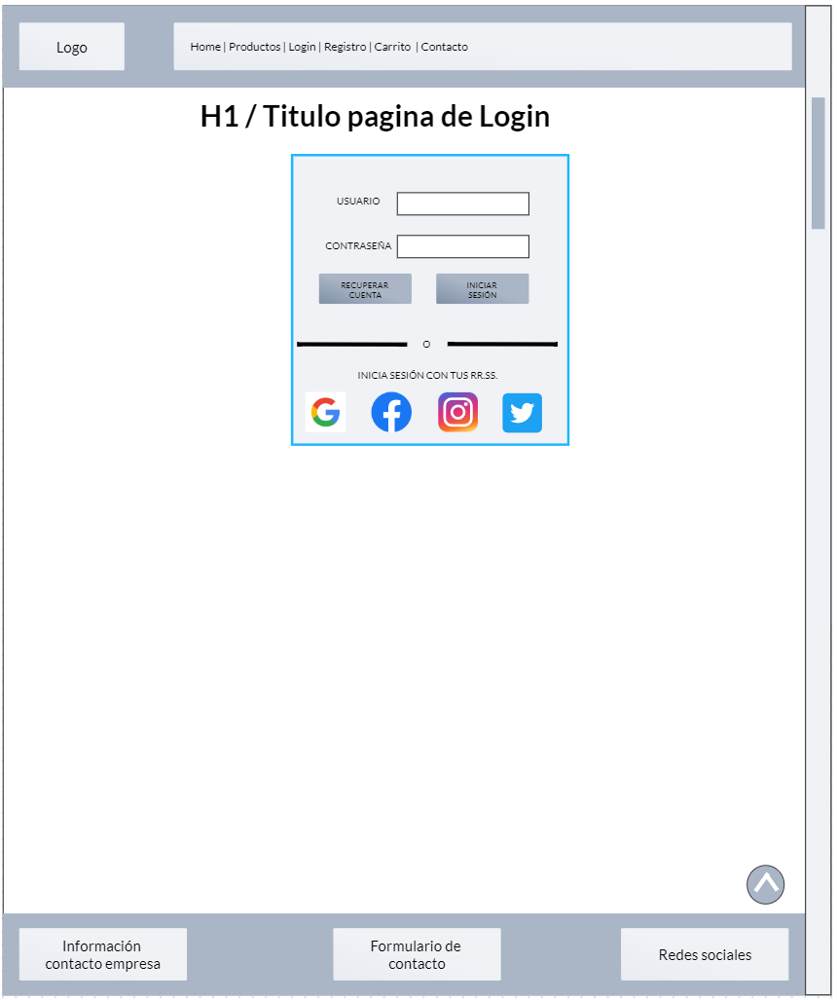 Logo
Home | Productos | Login | Registro | Carrito | Contacto
H1 / Titulo pagina de Login
USUARIO
CONTRASEÑA
RECUPERAR
CUENTA
INICIAR
SESIÓN
O
INICIA SESIÓN CON TUS RR.SS.
Información
contacto empresa
Formulario de
contacto
Redes sociales